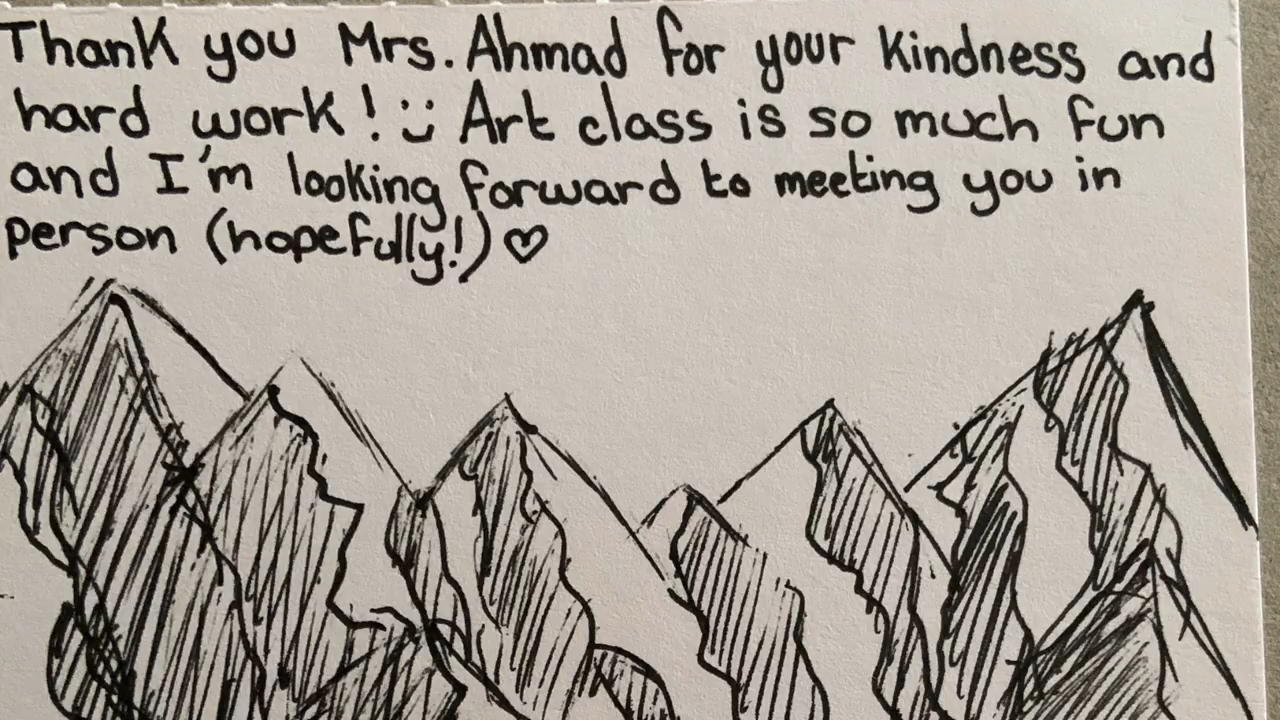 Thank you Mrs. Ahmad for your kindness and
hard work! :) Art class is so much fun
and I'm looking forward to meeting you in
person (hopefully!) ♡